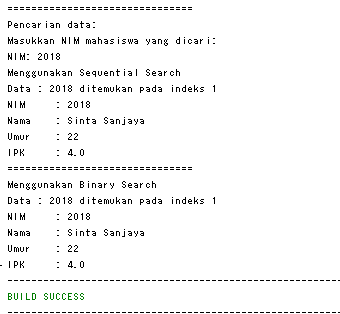 ===============================
Pencarian data:
Masukkan NIM mahasiswa yang dicari:
NIM: 2018
Menggunakan Sequential Search
Data : 2018 ditemukan pada indeks 1
NIM     : 2018
Nama    : Sinta Sanjaya
Umur    : 22
IPK     : 4.0
===============================
Menggunakan Binary Search
Data : 2018 ditemukan pada indeks 1
NIM     : 2018
Nama    : Sinta Sanjaya
Umur    : 22
IPK     : 4.0
--------------------------------------------------------
BUILD SUCCESS
--------------------------------------------------------